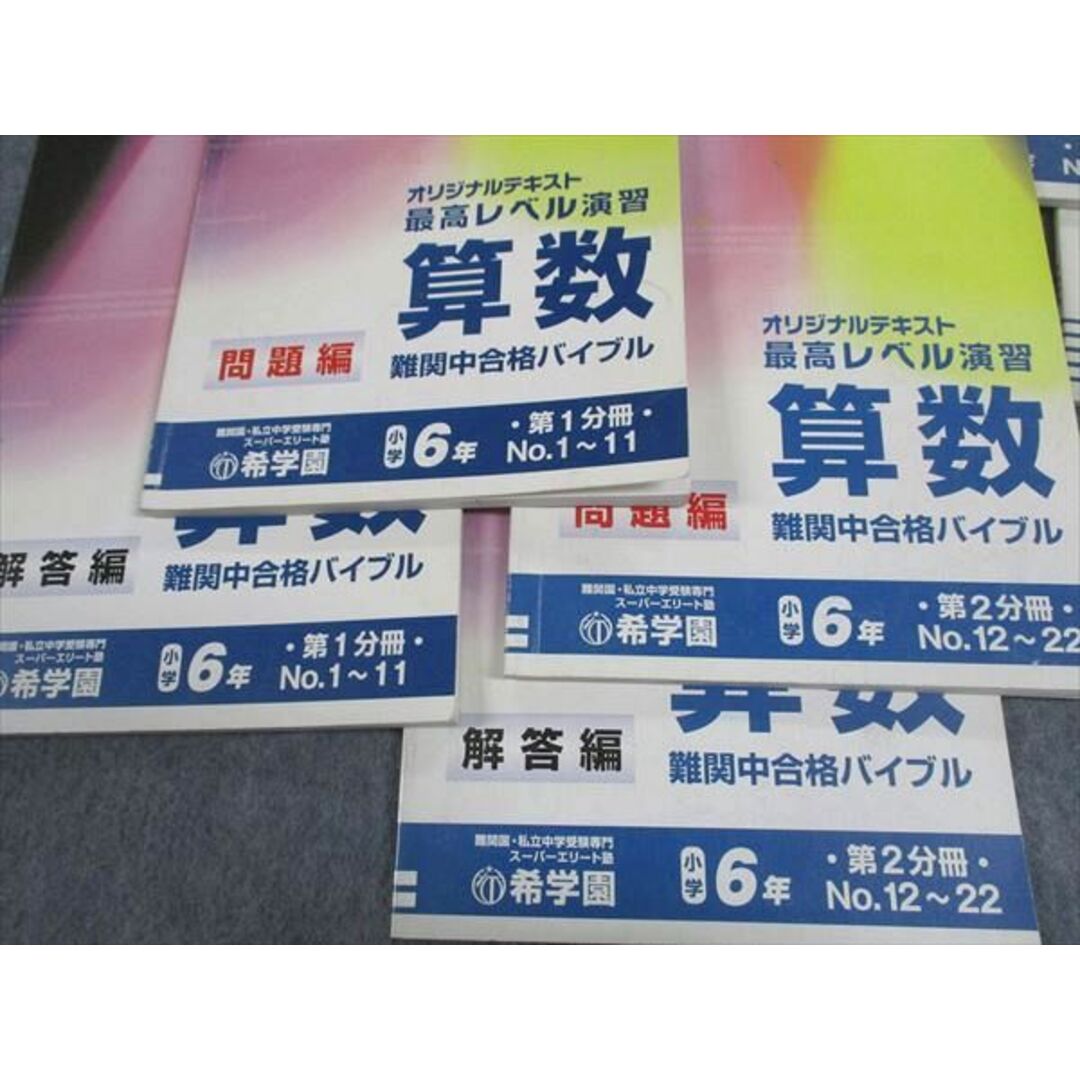 オリジナルテキスト
最高レベル演習
算数
問題編
難関中合格バイブル
難関国・私立中学受験専門
スーパーエリート塾
希学園
小学6年
・第1分冊・
No.1～11
オリジナルテキスト
最高レベル演習
算数
問題編
難関中合格バイブル
難関国・私立中学受験専門
スーパーエリート塾
希学園
小学6年
・第2分冊・
No.12～22
算数
解答編
難関中合格バイブル
難関国・私立中学受験専門
スーパーエリート塾
希学園
小学6年
・第1分冊・
No.1～11
算数
解答編
難関中合格バイブル
難関国・私立中学受験専門
スーパーエリート塾
希学園
小学6年
・第2分冊・
No.12～22